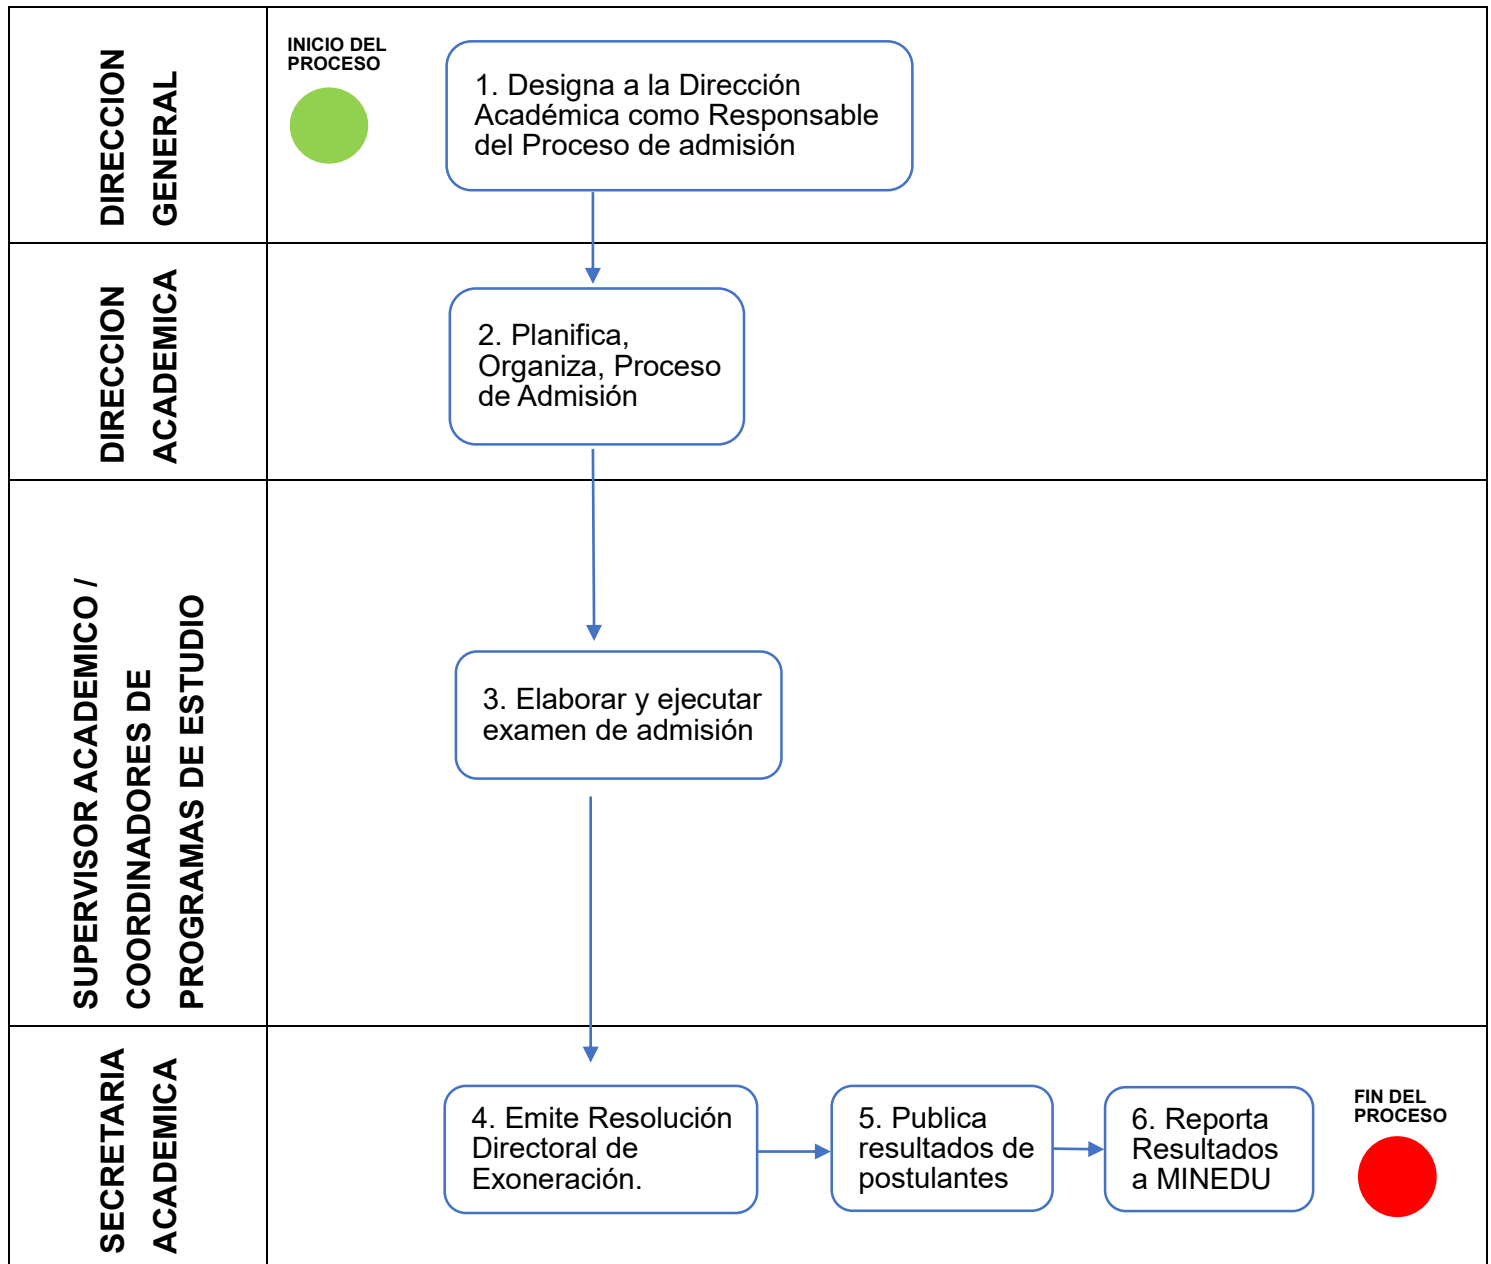 DIRECCION
GENERAL
INICIO DEL
PROCESO
1. Designa a la Dirección
Académica como Responsable
del Proceso de admisión
DIRECCION
ACADEMICA
2. Planifica,
Organiza, Proceso
de Admisión
SUPERVISOR ACADEMICO /
COORDINADORES DE
PROGRAMAS DE ESTUDIO
3. Elaborar y ejecutar
examen de admisión
SECRETARIA
ACADEMICA
4. Emite Resolución
Directoral de
Exoneración.
5. Publica
resultados de
postulantes
6. Reporta
Resultados
a MINEDU
FIN DEL
PROCESO